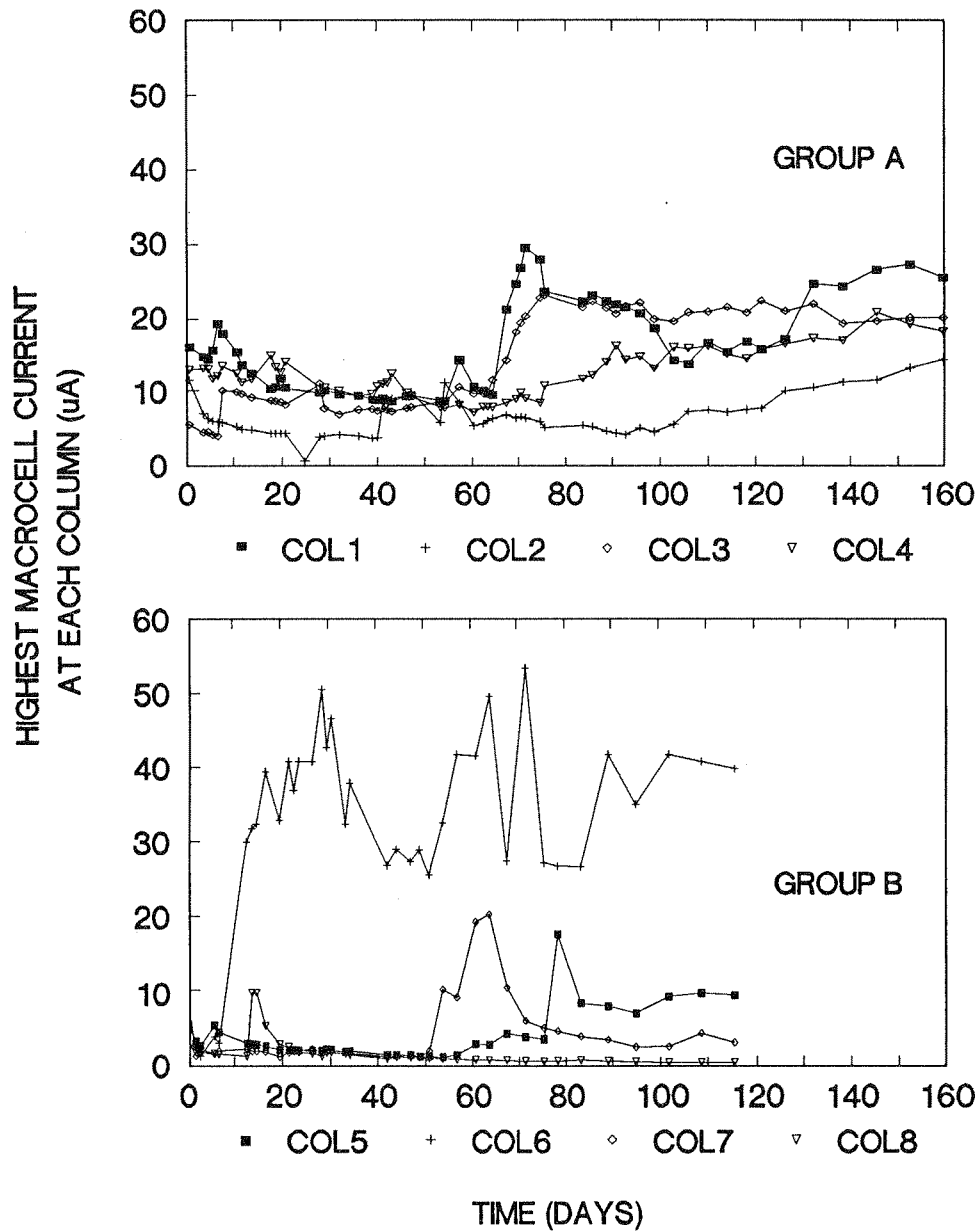 HIGHEST MACROCELL CURRENT
AT EACH COLUMN (uA)
60
50
40
30
20
10
0
GROUP A
0 20 40 60 80 100 120 140 160
COL1 COL2 COL3 COL4
60
50
40
30
20
10
0
GROUP B
0 20 40 60 80 100 120 140 160
COL5 COL6 COL7 COL8
TIME (DAYS)